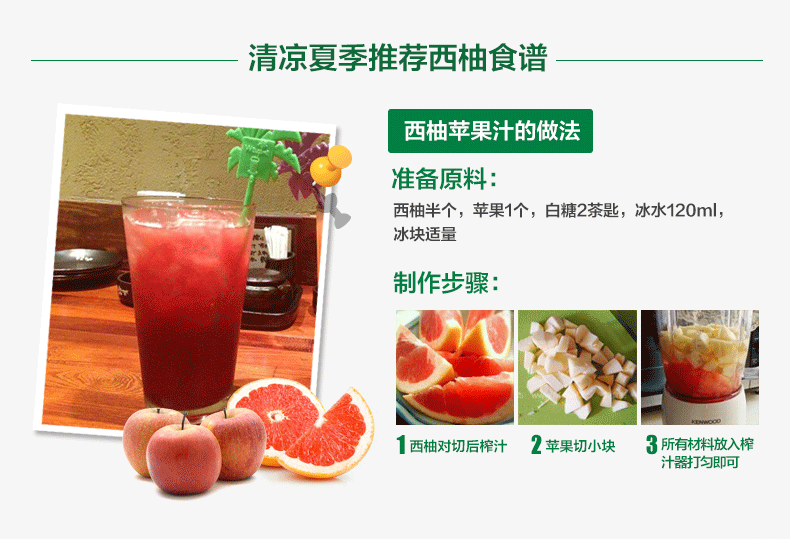 清凉夏季推荐西柚食谱
西柚苹果汁的做法
准备原料：
西柚半个，苹果1个，白糖2茶匙，冰水120ml，
冰块适量
制作步骤：
KENWOOD
1 西柚对切后榨汁
2 苹果切小块
3 所有材料放入榨
汁器打匀即可